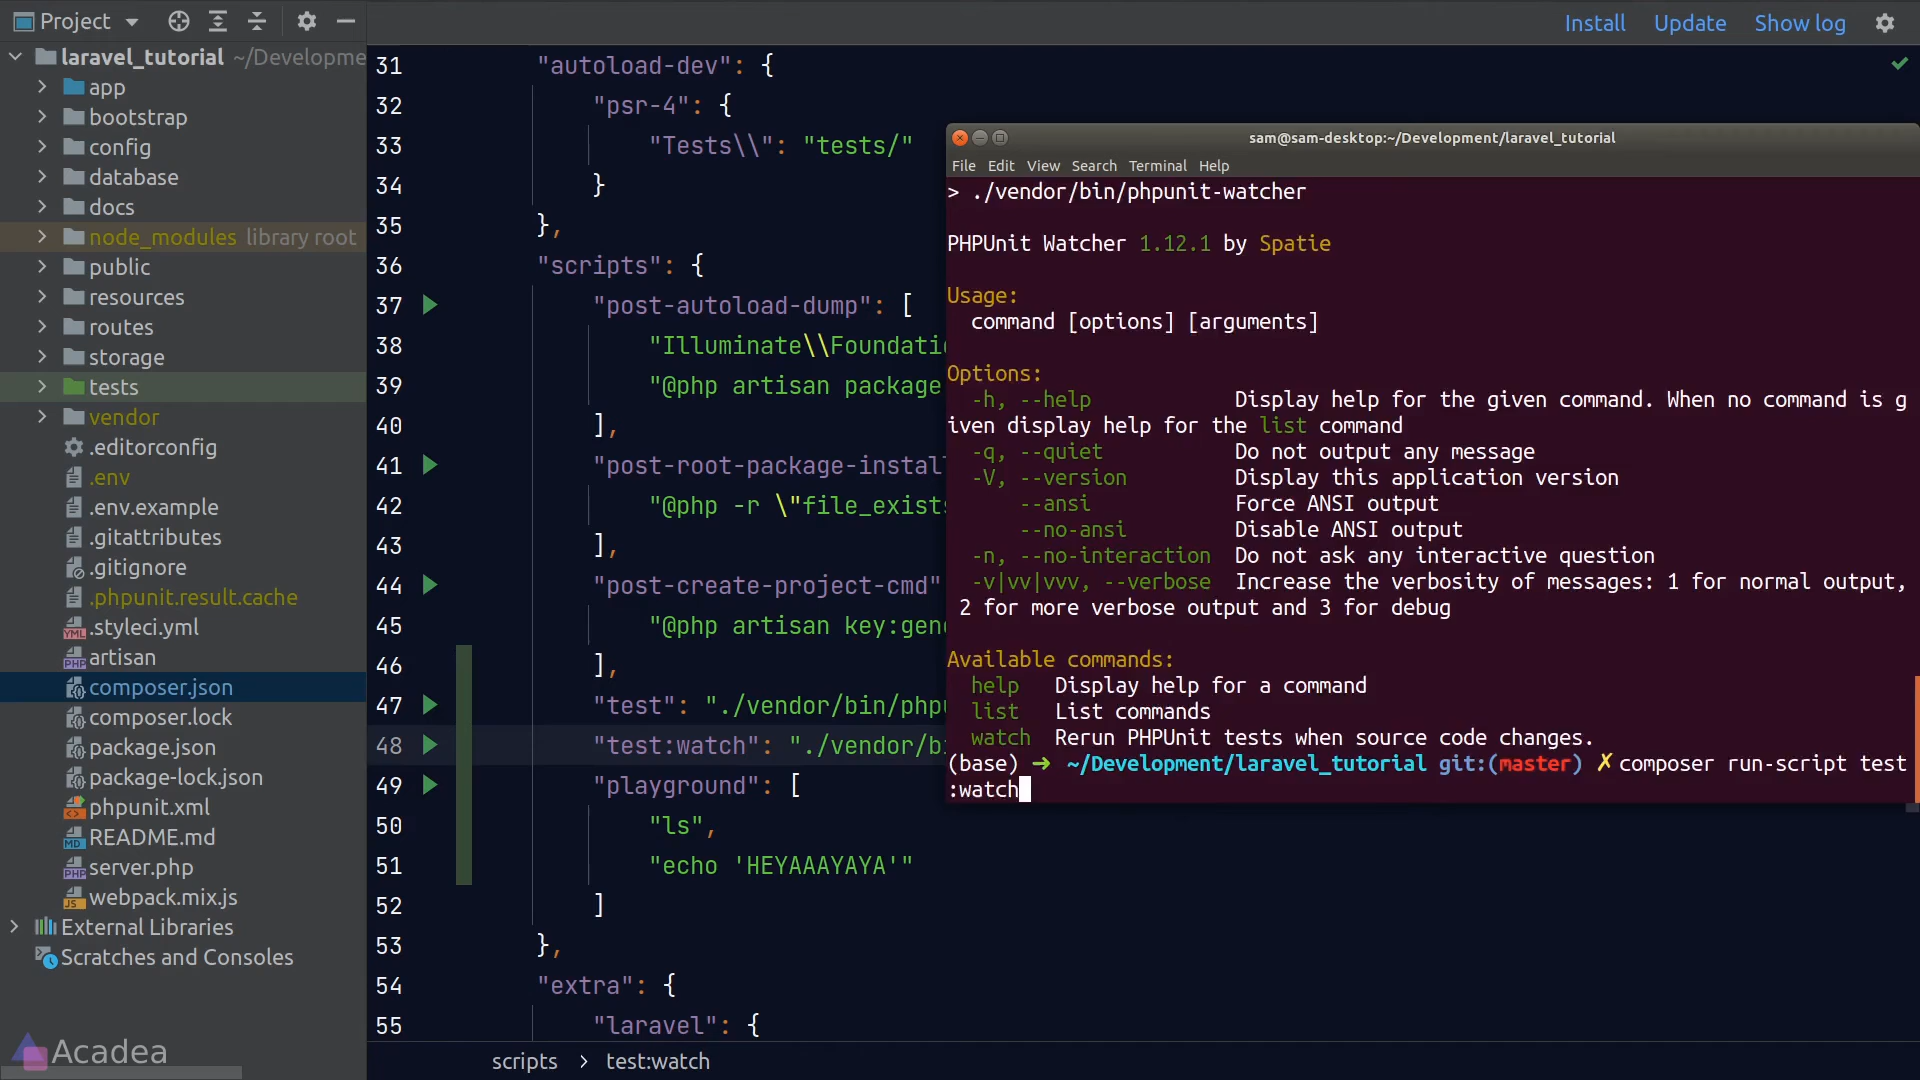 Project
Install Update Show log
laravel_tutorial ~/Developme
app
bootstrap
config
database
docs
node_modules library root
public
resources
routes
storage
tests
vendor
.editorconfig
.env
.env.example
.gitattributes
.gitignore
.phpunit.result.cache
.styleci.yml
artisan
composer.json
composer.lock
package.json
package-lock.json
phpunit.xml
README.md
server.php
webpack.mix.js
External Libraries
Scratches and Consoles
Acadea
31 "autoload-dev": {
32 "psr-4": {
33 "Tests\\": "tests/"
34 }
35 },
36 "scripts": {
37 "post-autoload-dump": [
38 "Illuminate\\Foundatio
39 "@php artisan package
40 ],
41 "post-root-package-install
42 "@php -r \"file_exists
43 ],
44 "post-create-project-cmd"
45 "@php artisan key:gene
46 ],
47 "test": "./vendor/bin/phpu
48 "test:watch": "./vendor/bi
49 "playground": [
50 "ls",
51 "echo 'HEYAAAYAYA'"
52 ]
53 },
54 "extra": {
55 "laravel": {
scripts > test:watch
sam@sam-desktop:~/Development/laravel_tutorial
File Edit View Search Terminal Help
> ./vendor/bin/phpunit-watcher
PHPUnit Watcher 1.12.1 by Spatie
Usage:
command [options] [arguments]
Options:
-h, --help Display help for the given command. When no command is g
iven display help for the list command
-q, --quiet Do not output any message
-V, --version Display this application version
--ansi Force ANSI output
--no-ansi Disable ANSI output
-n, --no-interaction Do not ask any interactive question
-v|vv|vvv, --verbose Increase the verbosity of messages: 1 for normal output,
2 for more verbose output and 3 for debug
Available commands:
help Display help for a command
list List commands
watch Rerun PHPUnit tests when source code changes.
(base) ➜ ~/Development/laravel_tutorial git:(master) ✗ composer run-script test
:watch